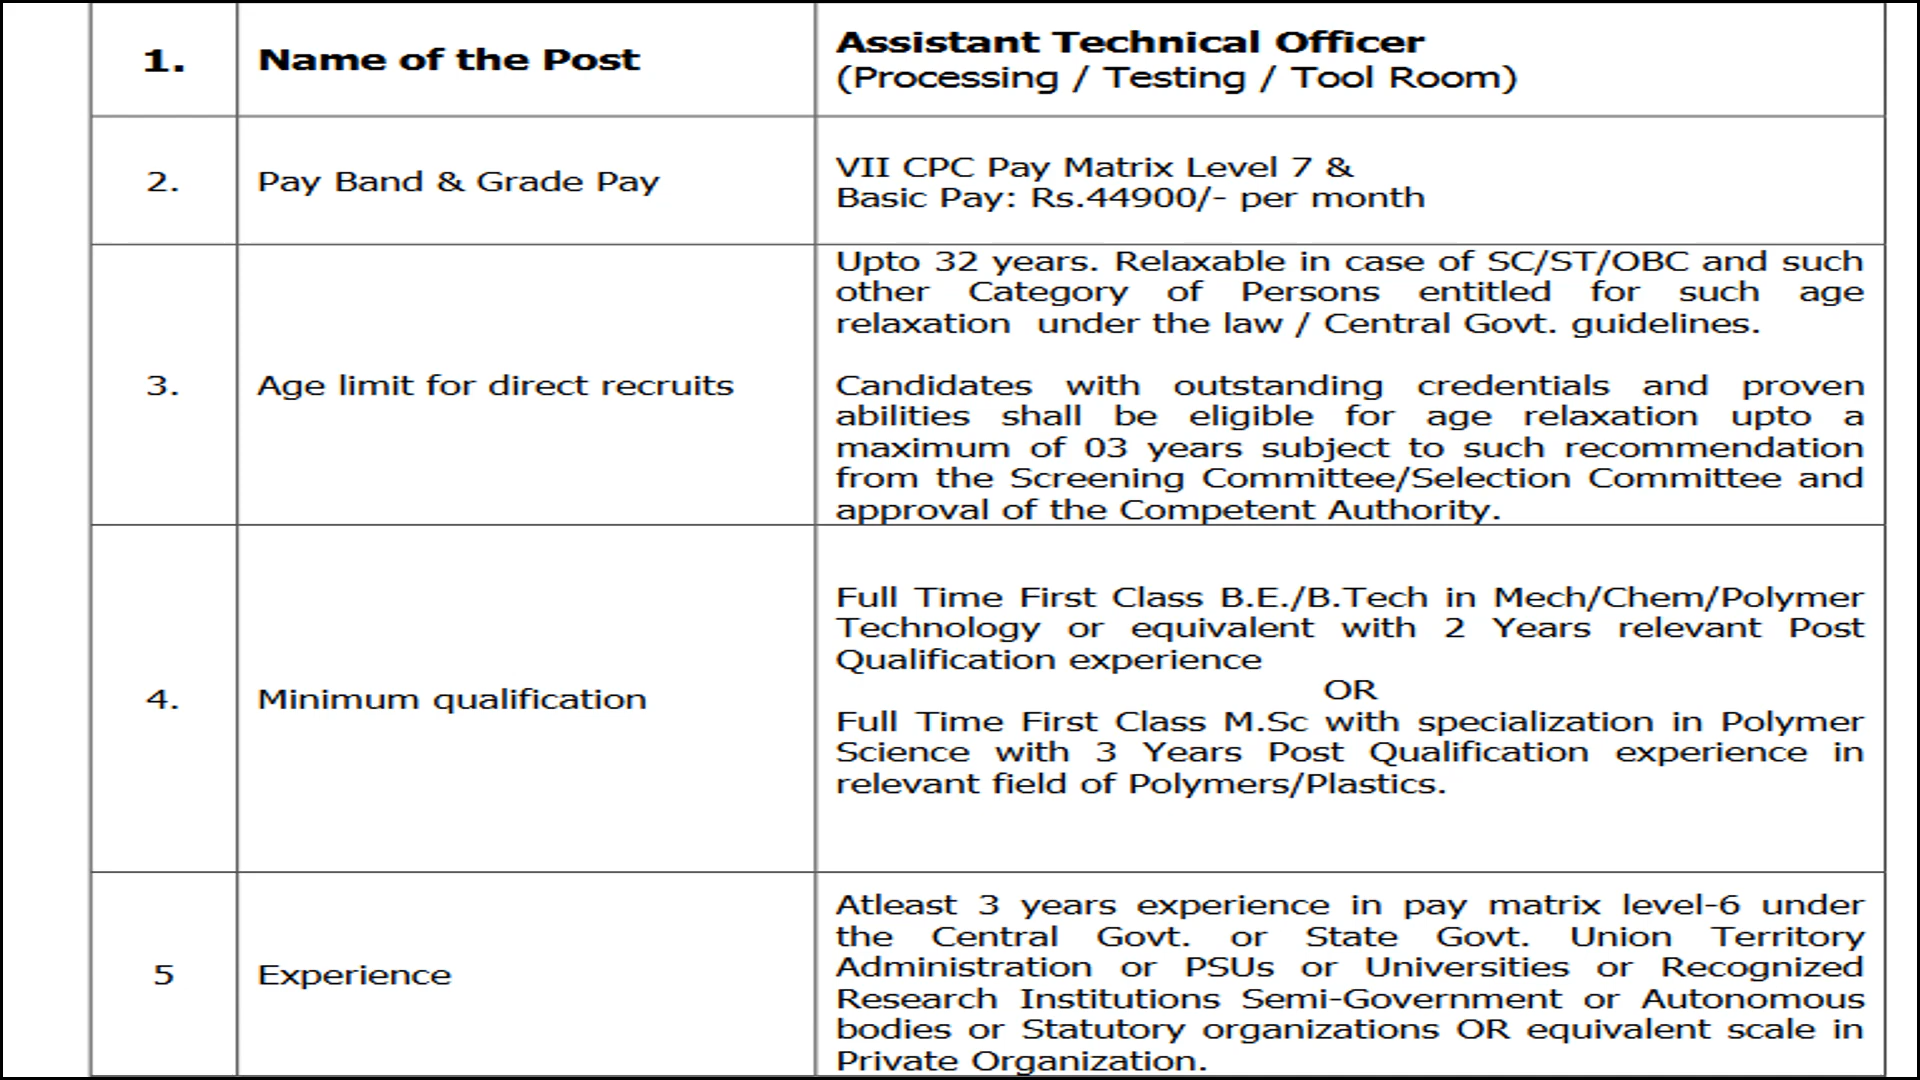 1.
Name of the Post
Assistant Technical Officer
(Processing / Testing / Tool Room)
2.
Pay Band & Grade Pay
VII CPC Pay Matrix Level 7 &
Basic Pay: Rs.44900/- per month
3.
Age limit for direct recruits
Upto 32 years. Relaxable in case of SC/ST/OBC and such
other Category of Persons entitled for such age
relaxation under the law / Central Govt. guidelines.
Candidates with outstanding credentials and proven
abilities shall be eligible for age relaxation upto a
maximum of 03 years subject to such recommendation
from the Screening Committee/Selection Committee and
approval of the Competent Authority.
4.
Minimum qualification
Full Time First Class B.E./B.Tech in Mech/Chem/Polymer
Technology or equivalent with 2 Years relevant Post
Qualification experience
OR
Full Time First Class M.Sc with specialization in Polymer
Science with 3 Years Post Qualification experience in
relevant field of Polymers/Plastics.
5
Experience
Atleast 3 years experience in pay matrix level-6 under
the Central Govt. or State Govt. Union Territory
Administration or PSUs or Universities or Recognized
Research Institutions Semi-Government or Autonomous
bodies or Statutory organizations OR equivalent scale in
Private Organization.